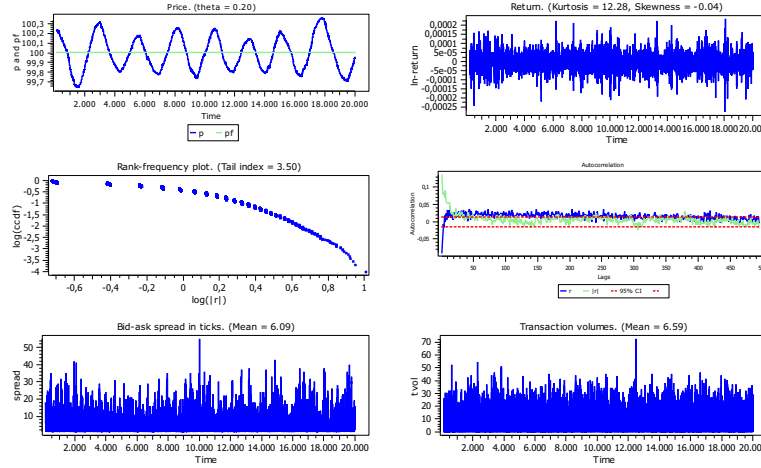 Price. (theta = 0.20)
p and pf
100,3
100,2
100,1
100
99,9
99,8
99,7
2.000 4.000 6.000 8.000 10.000 12.000 14.000 16.000 18.000 20.000
Time
p pf
Return. (Kurtosis = 12.28, Skewness = -0.04)
ln-return
0,0002
0,00015
0,0001
5e-05
0
-5e-05
-0,0001
-0,00015
-0,0002
-0,00025
2.000 4.000 6.000 8.000 10.000 12.000 14.000 16.000 18.000 20.00
Time
Rank-frequency plot. (Tail index = 3.50)
log(ccdf)
0
-0,5
-1
-1,5
-2
-2,5
-3
-3,5
-4
-0,6 -0,4 -0,2 0 0,2 0,4 0,6 0,8 1
log(|r|)
Autocorrelation
Autocorrelation
0,1
0,05
0
-0,05
50 100 150 200 250 300 350 400 450 50
Lags
r |r| 95% CI
Bid-ask spread in ticks. (Mean = 6.09)
spread
50
40
30
20
10
2.000 4.000 6.000 8.000 10.000 12.000 14.000 16.000 18.000 20.000
Time
Transaction volumes. (Mean = 6.59)
tvol
70
60
50
40
30
20
10
0
2.000 4.000 6.000 8.000 10.000 12.000 14.000 16.000 18.000 20.00
Time